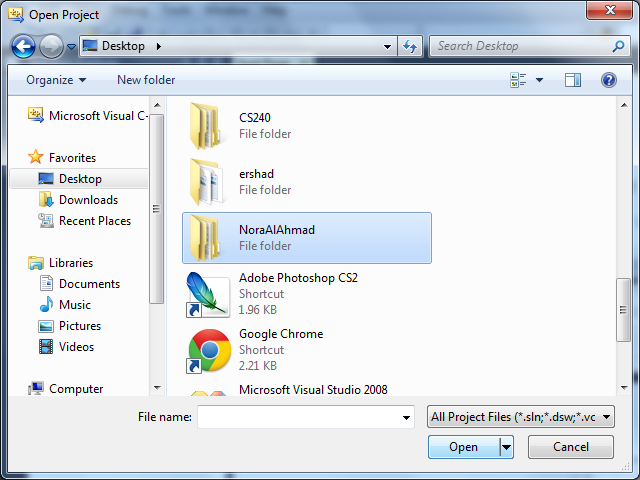 Open Project
Desktop
Search Desktop
Organize
New folder
Microsoft Visual C-
Favorites
Desktop
Downloads
Recent Places
Libraries
Documents
Music
Pictures
Videos
Computer
CS240
File folder
ershad
File folder
NoraAlAhmad
File folder
Adobe Photoshop CS2
Shortcut
1.96 KB
Google Chrome
Shortcut
2.21 KB
Microsoft Visual Studio 2008
File name:
All Project Files (*.sln;*.dsw;*.vc
Open
Cancel